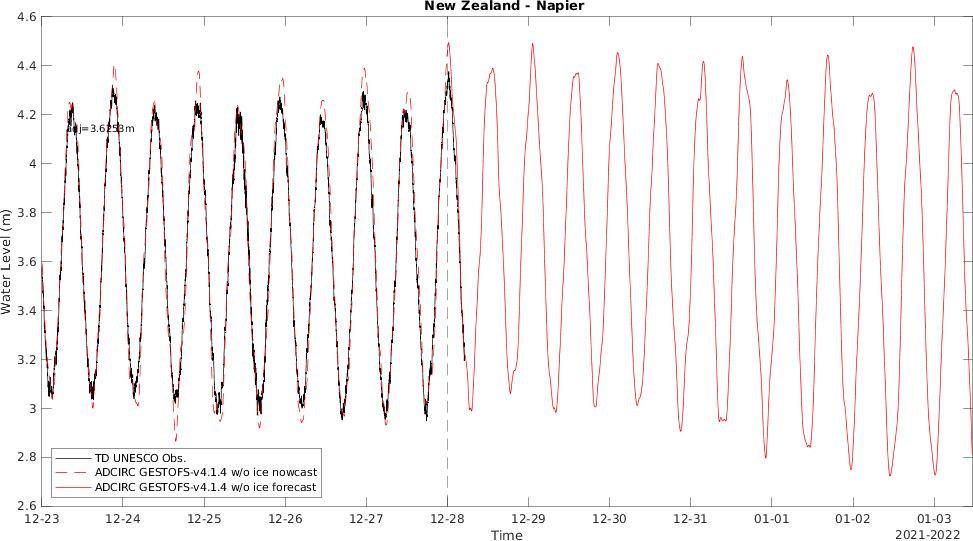 New Zealand - Napier
4.6
4.4
4.2
4
3.8
3.6
3.4
3.2
3
2.8
2.6
Water Level (m)
adj=3.6253m
TD UNESCO Obs.
ADCIRC GESTOFS-v4.1.4 w/o ice nowcast
ADCIRC GESTOFS-v4.1.4 w/o ice forecast
12-23 12-24 12-25 12-26 12-27 12-28 12-29 12-30 12-31 01-01 01-02 01-03
Time
2021-2022